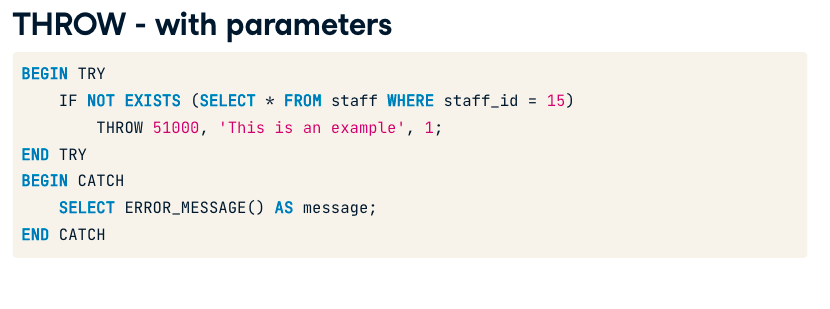 THROW - with parameters
BEGIN TRY
    IF NOT EXISTS (SELECT * FROM staff WHERE staff_id = 15)
        THROW 51000, 'This is an example', 1;
END TRY
BEGIN CATCH
    SELECT ERROR_MESSAGE() AS message;
END CATCH